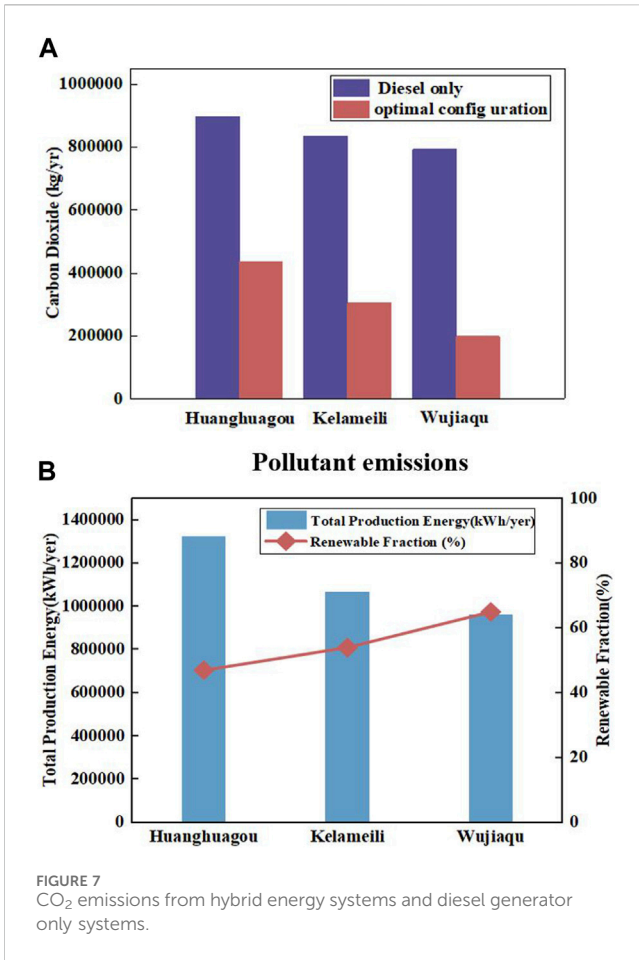 A
Carbon Dioxide (kg/yr)
1000000
800000
600000
400000
200000
0
Diesel only
optimal config uration
Huanghuagou Kelameili Wujiaqu
B
Pollutant emissions
Total Production Energy(kWh/yer)
1400000
1200000
1000000
800000
600000
400000
200000
0
Total Production Energy(kWh/yer)
Renewable Fraction (%)
100
80
60
40
20
0
Renewable Fraction(%)
Huanghuagou Kelameili Wujiaqu
FIGURE 7
CO₂ emissions from hybrid energy systems and diesel generator
only systems.